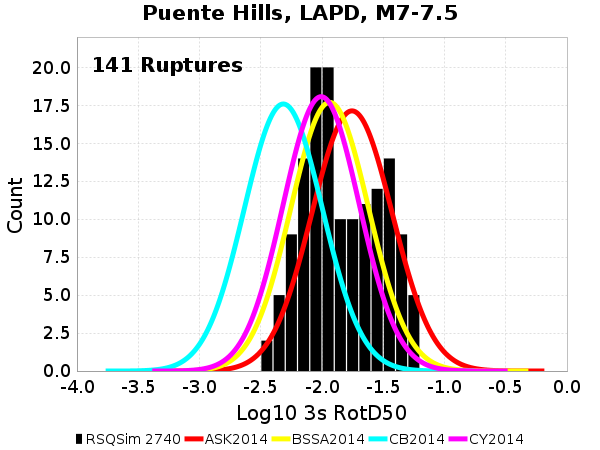 Puente Hills, LAPD, M7-7.5
141 Ruptures
Count
20.0
17.5
15.0
12.5
10.0
7.5
5.0
2.5
0.0
-4.0 -3.5 -3.0 -2.5 -2.0 -1.5 -1.0 -0.5 0.0
Log10 3s RotD50
RSQSim 2740 ASK2014 BSSA2014 CB2014 CY2014